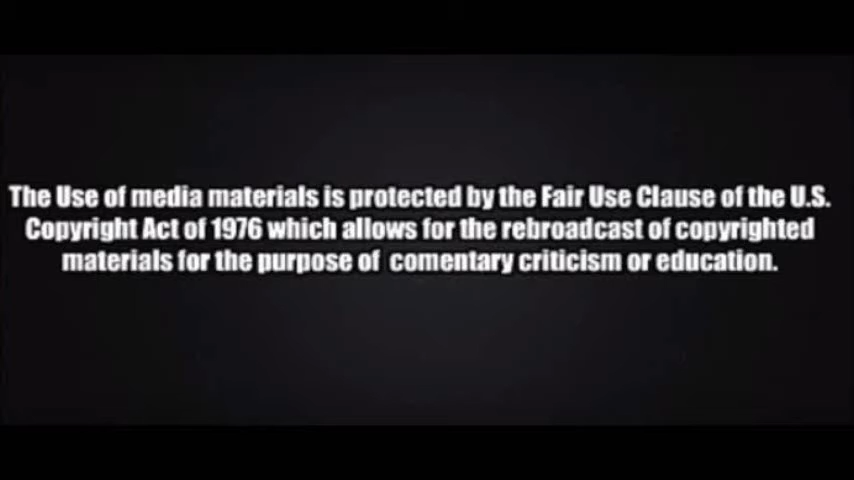 The Use of media materials is protected by the Fair Use Clause of the U.S.
Copyright Act of 1976 which allows for the rebroadcast of copyrighted
materials for the purpose of comentary criticism or education.